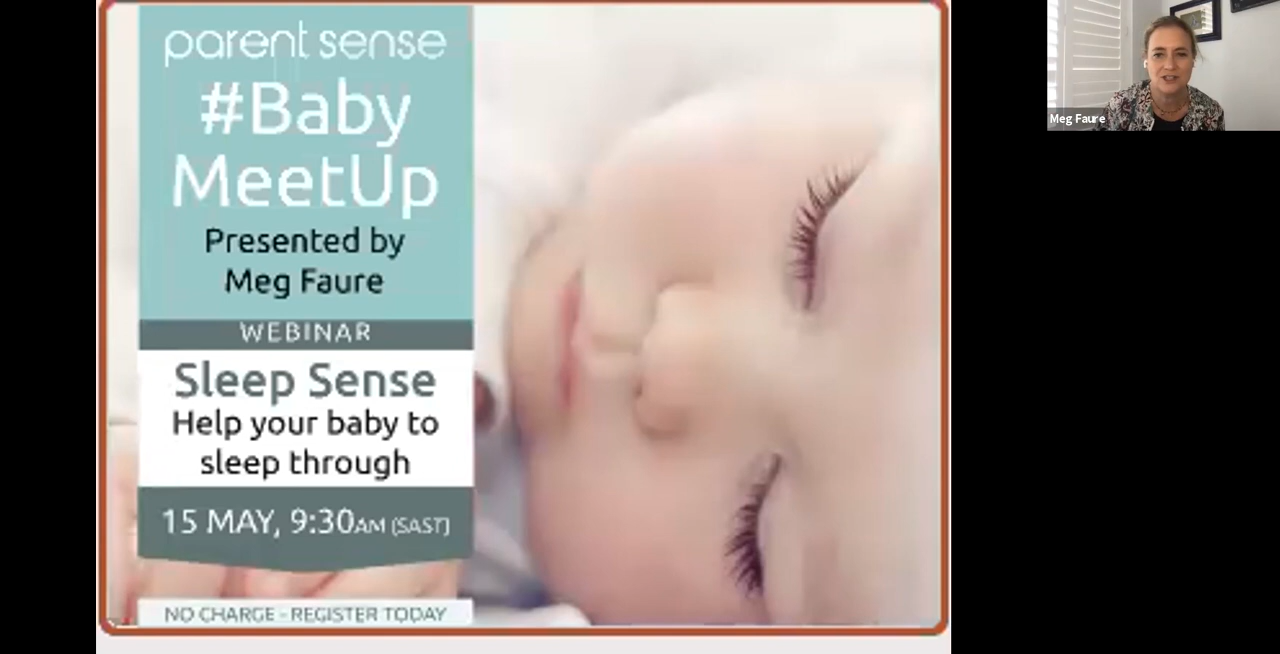 parent sense
#Baby
MeetUp
Presented by
Meg Faure
WEBINAR
Sleep Sense
Help your baby to
sleep through
15 MAY, 9:30AM (SAST)
NO CHARGE - REGISTER TODAY
Meg Faure